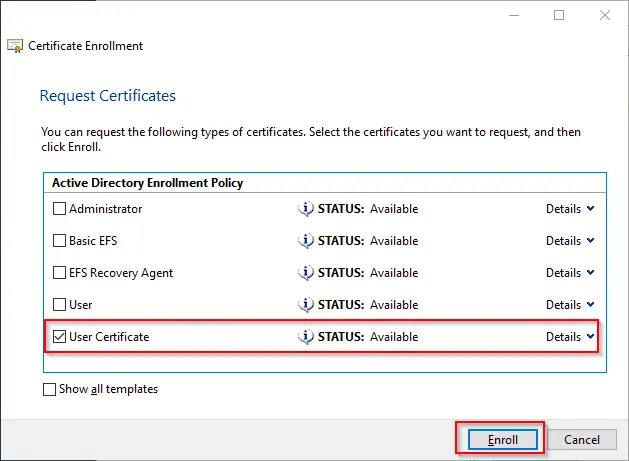 Certificate Enrollment
Request Certificates
You can request the following types of certificates. Select the certificates you want to request, and then
click Enroll.
Active Directory Enrollment Policy
Administrator STATUS: Available Details
Basic EFS STATUS: Available Details
EFS Recovery Agent STATUS: Available Details
User STATUS: Available Details
User Certificate STATUS: Available Details
Show all templates
Enroll Cancel